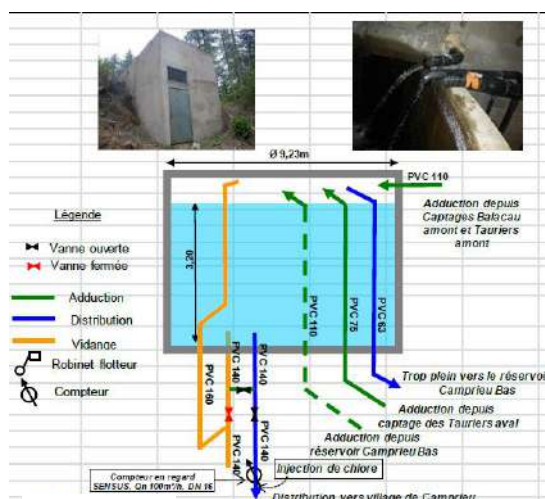 Ø 9,23m
PVC 110
Adduction depuis
Captages Balacau
amont et Tauriers
amont
Légende
Vanne ouverte
Vanne fermée
Adduction
Distribution
Vidange
Robinet flotteur
Compteur
3,20
PVC 110
PVC 75
PVC 63
PVC 160
PVC 140
PVC 140
PVC 140
PVC 140
Trop plein vers le réservoir
Camprieu Bas
Adduction depuis
captage des Tauriers aval
Adduction depuis
réservoir Camprieu Bas
Injection de chlore
Compteur en regard
SENSUS, Qn 100m³/h, DN
Distribution vers village de Camprieu